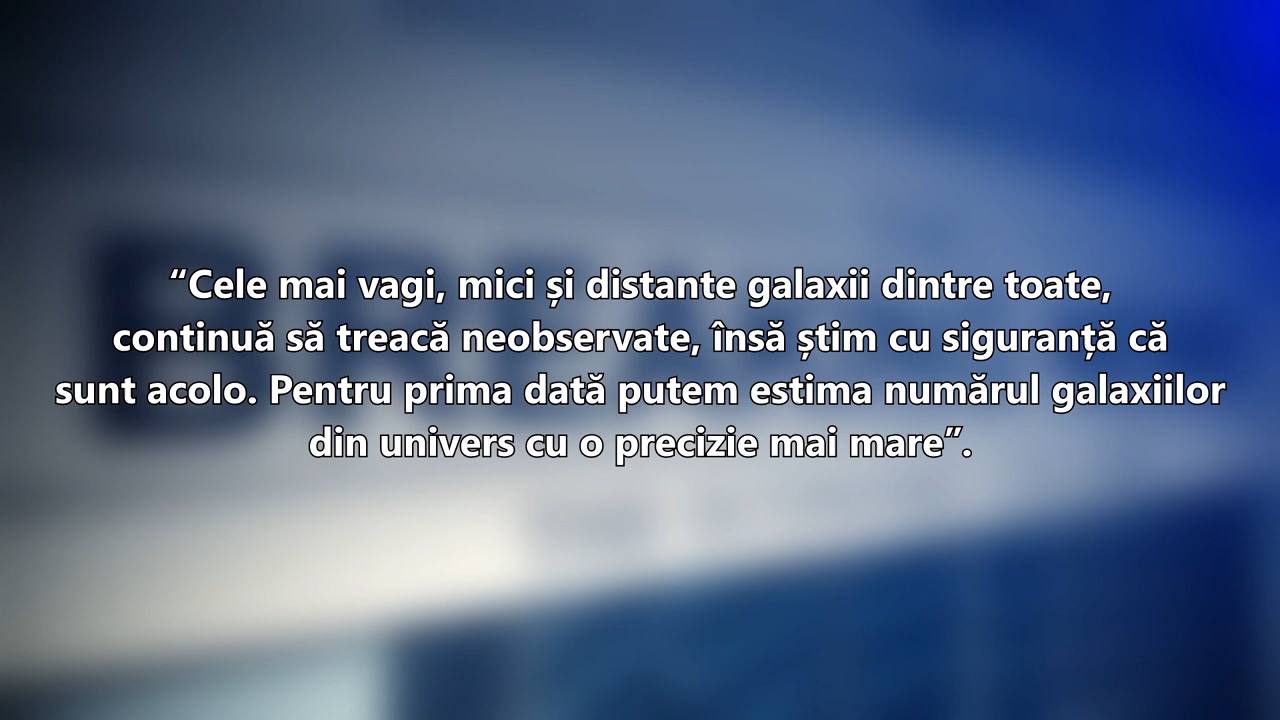 “Cele mai vagi, mici și distante galaxii dintre toate,
continuă să treacă neobservate, însă știm cu siguranță că
sunt acolo. Pentru prima dată putem estima numărul galaxiilor
din univers cu o precizie mai mare”.